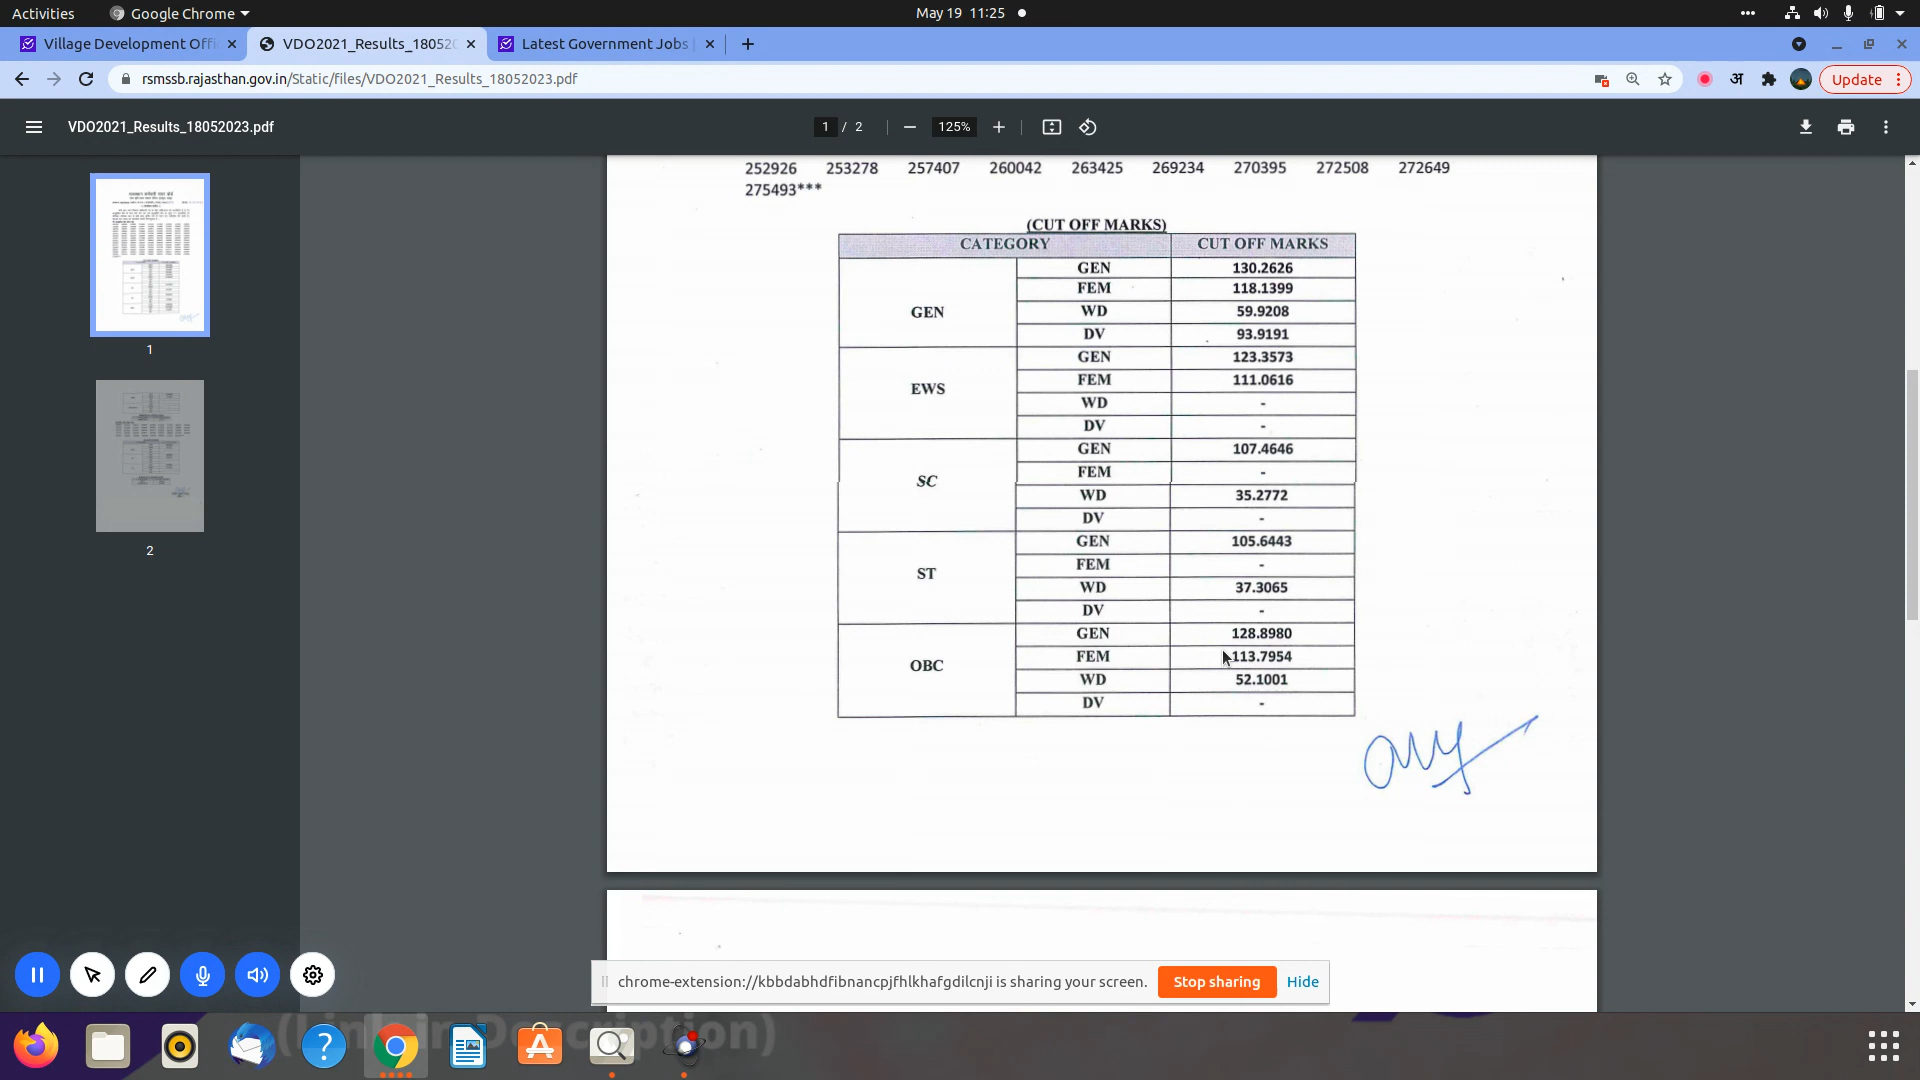 Activities Google Chrome May 19 11:25
Village Development Offi VDO2021_Results_18052 Latest Government Jobs
rsmssb.rajasthan.gov.in/Static/files/VDO2021_Results_18052023.pdf Update
VDO2021_Results_18052023.pdf 1 / 2 125%
252926 253278 257407 260042 263425 269234 270395 272508 272649
275493***
(CUT OFF MARKS)
CATEGORY CUT OFF MARKS
GEN GEN 130.2626
FEM 118.1399
WD 59.9208
DV 93.9191
EWS GEN 123.3573
FEM 111.0616
WD -
DV -
SC GEN 107.4646
FEM -
WD 35.2772
DV -
ST GEN 105.6443
FEM -
WD 37.3065
DV -
OBC GEN 128.8980
FEM 113.7954
WD 52.1001
DV -
1
2
chrome-extension://kbbdabhdfibnancpjfhlkhafgdilcnji is sharing your screen. Stop sharing Hide
(Link in Description)